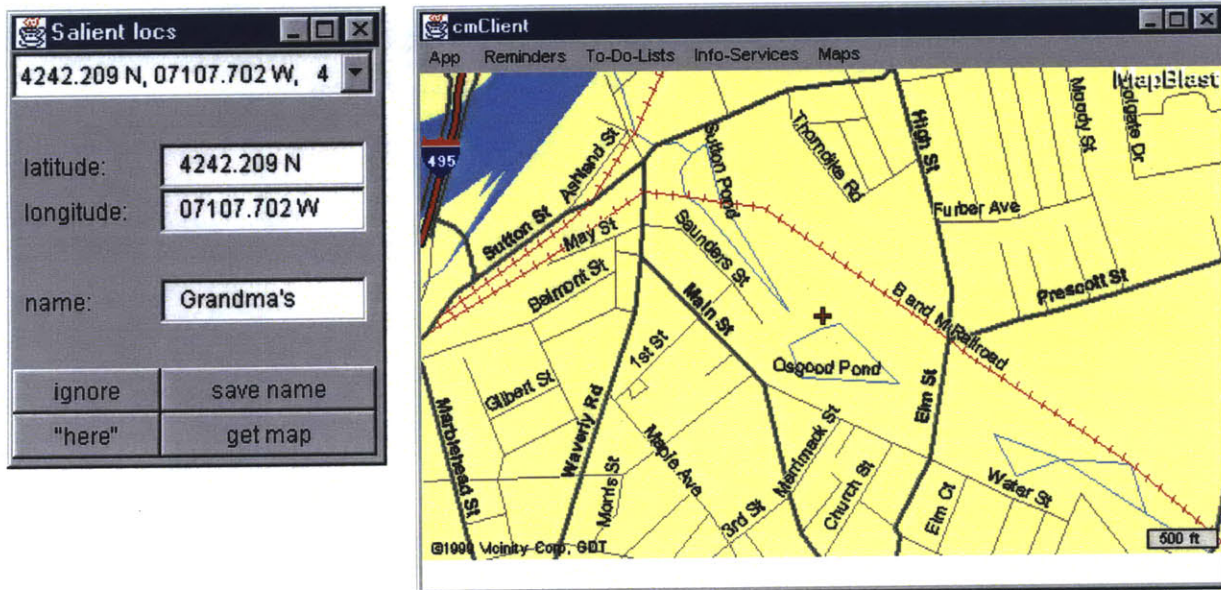 Salient locs
4242.209 N, 07107.702 W, 4
latitude: 4242.209 N
longitude: 07107.702 W
name: Grandma's
ignore save name
"here" get map
cmClient
App Reminders To-Do-Lists Info-Services Maps
MapBlast
495
Ashland St
Sutton Pond
Thorndike Rd
High St
Moody St
Colgate Dr
Sutton St
May St
Saunders St
Furber Ave
Belmont St
Main St
B and M Railroad
Prescott St
1st St
Osgood Pond
Gilbert St
Elm St
Marblehead St
Waverly Rd
Maple Ave
Merrimack St
Morris St
3rd St
Church St
Elm Ct
Water St
©1999 Vicinity Corp, GDT
500 ft